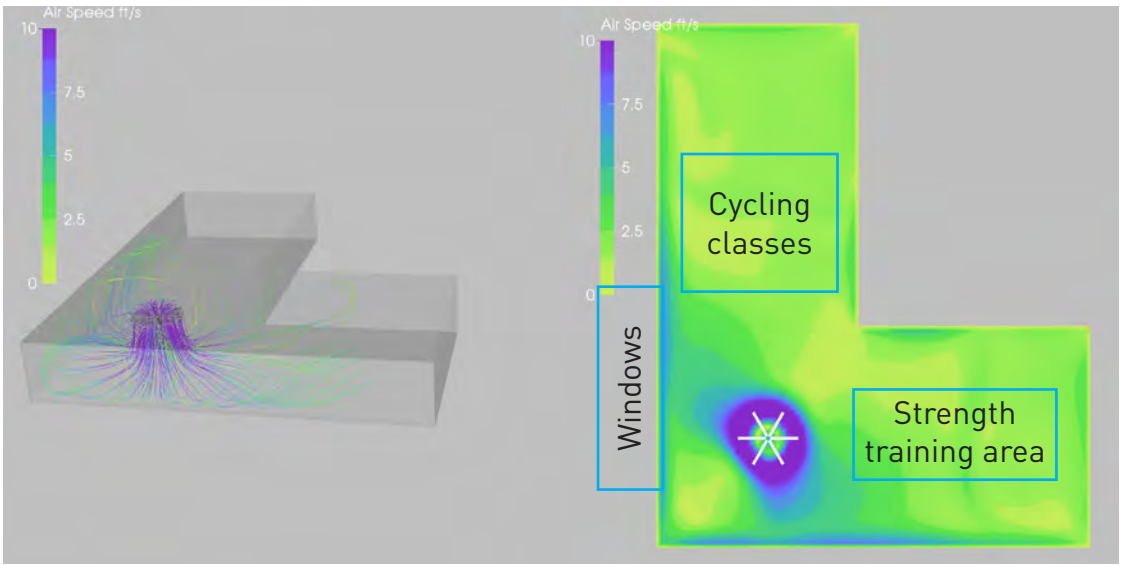 Air Speed ft/s
10
7.5
5
2.5
0
Air Speed ft/s
10
7.5
5
2.5
0
Cycling
classes
Windows
Strength
training area